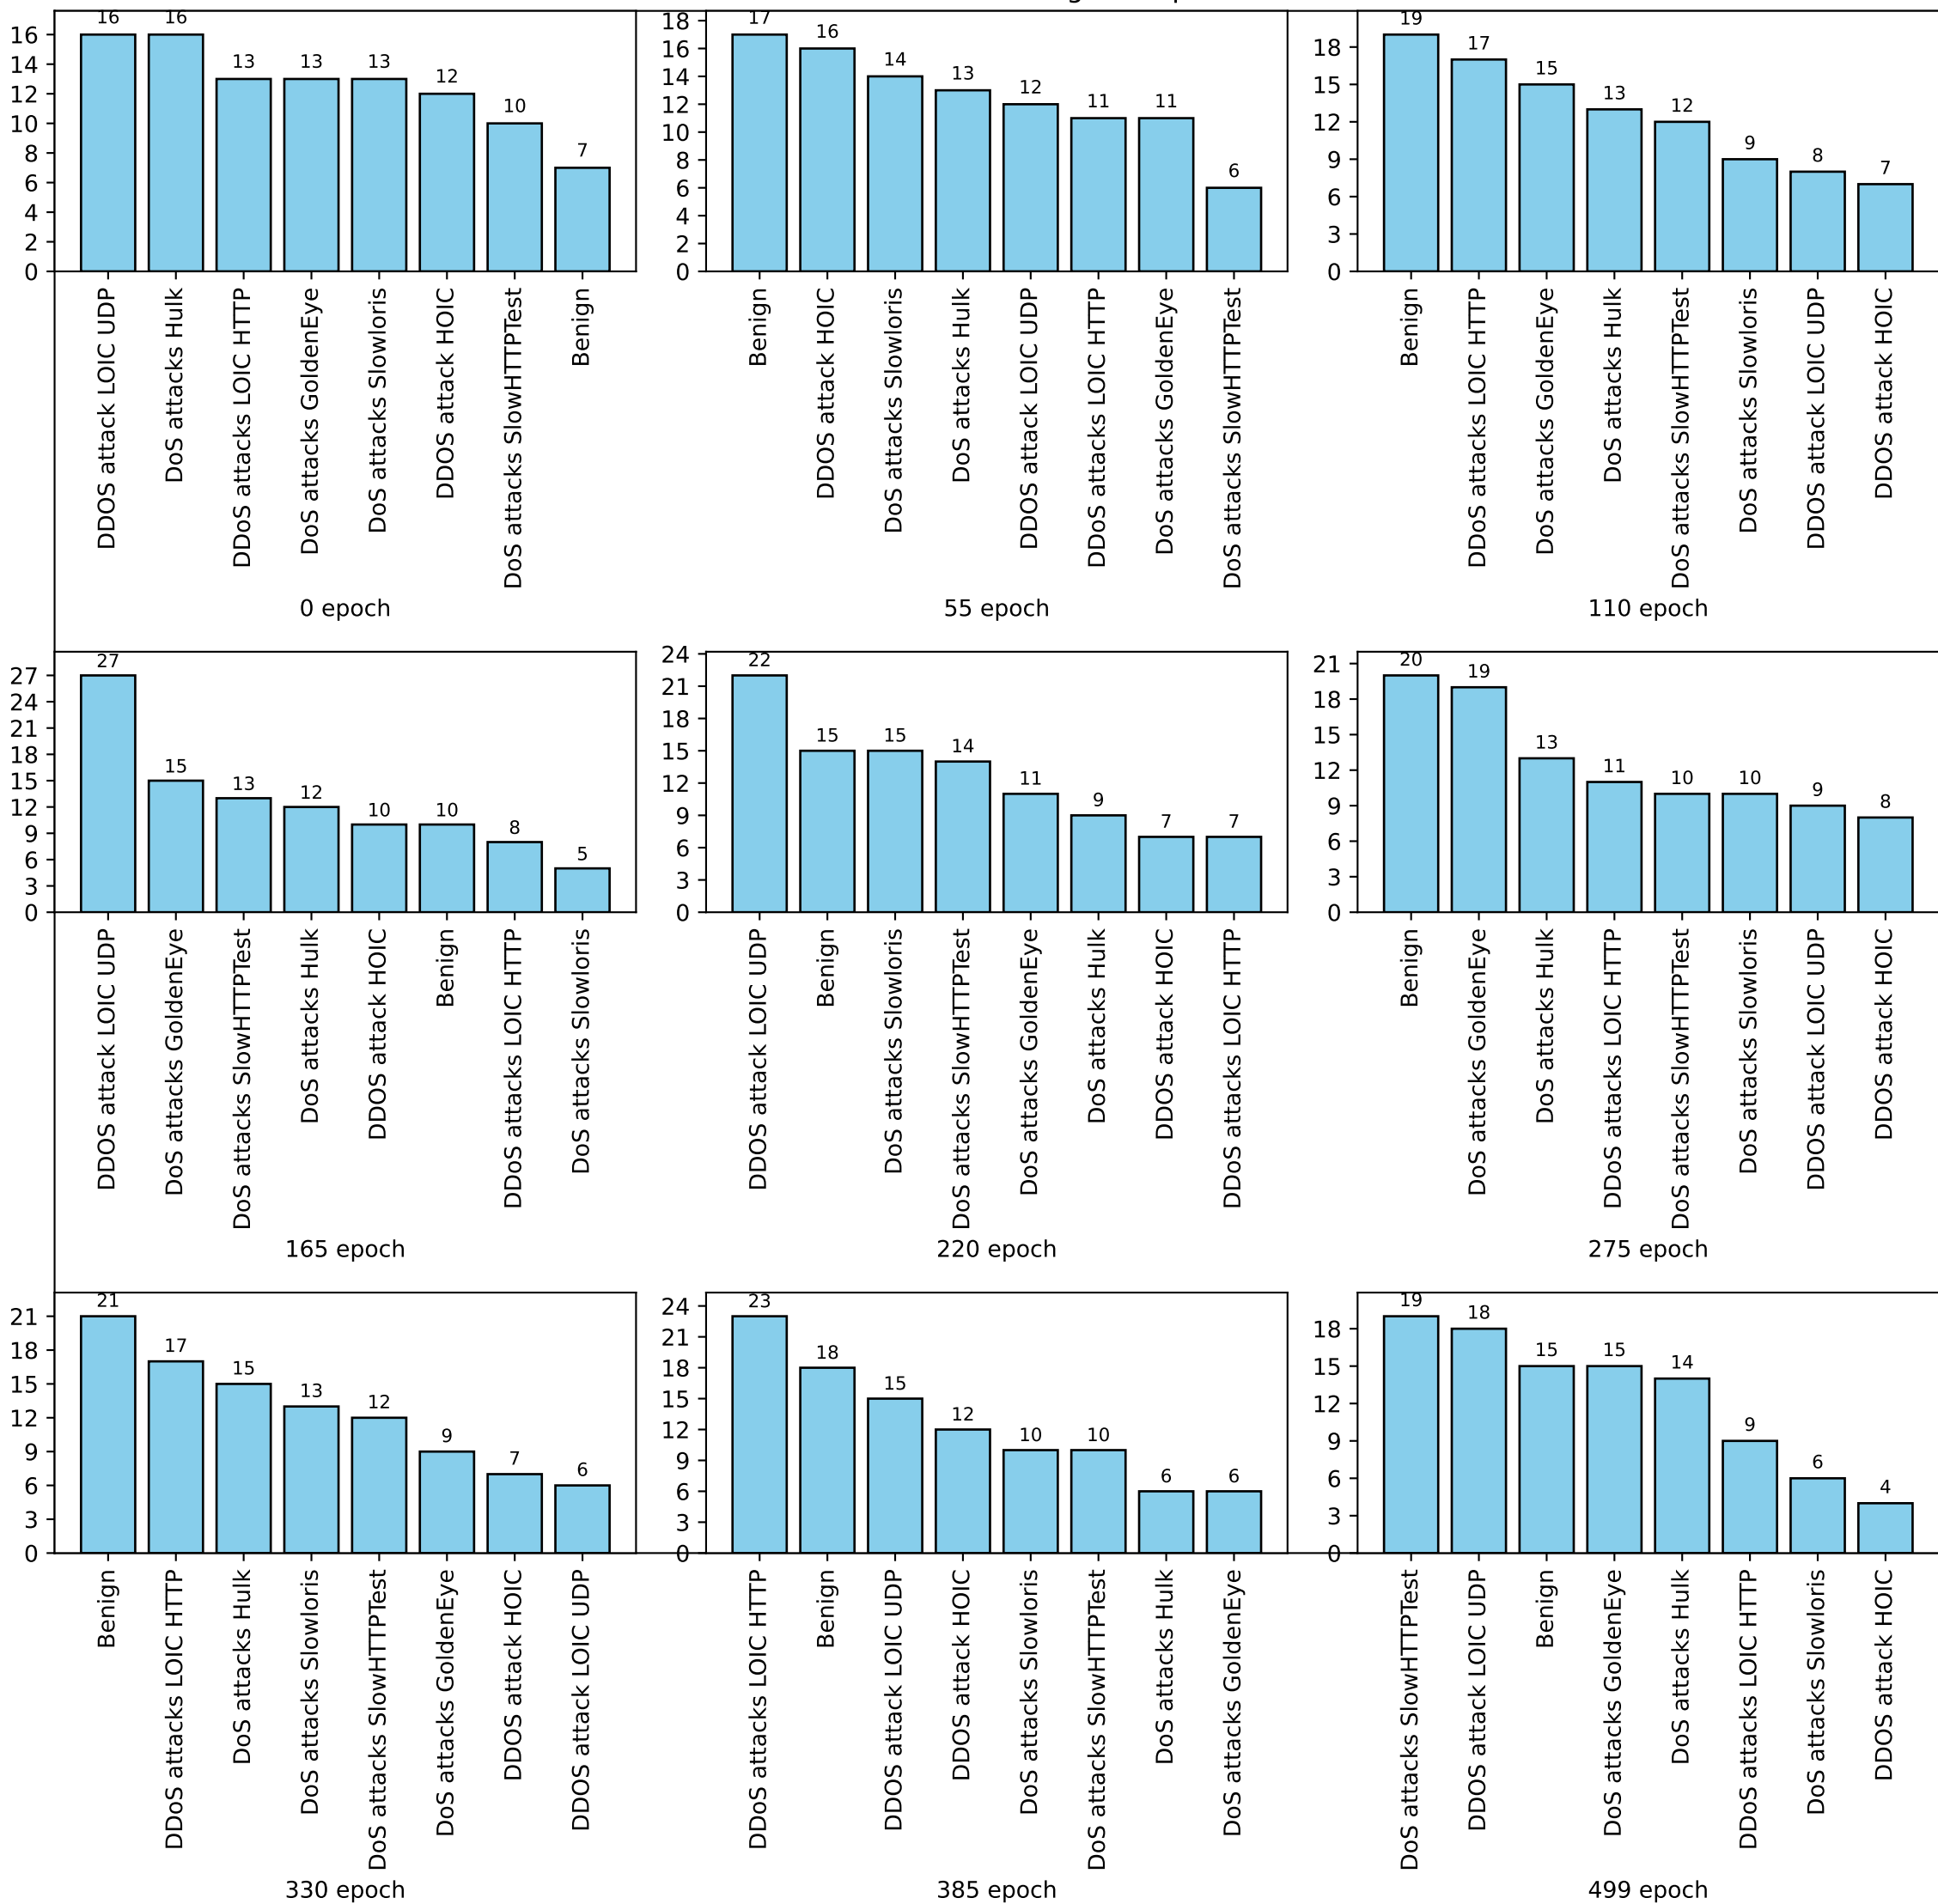 16 16 13 13 13 12 10 7
16
14
12
10
8
6
4
2
0
DDOS attack LOIC UDP
DoS attacks Hulk
DDoS attacks LOIC HTTP
DoS attacks GoldenEye
DoS attacks Slowloris
DDOS attack HOIC
DoS attacks SlowHTTPTest
Benign
0 epoch
17 16 14 13 12 11 11 6
18
16
14
12
10
8
6
4
2
0
Benign
DDOS attack HOIC
DoS attacks Slowloris
DoS attacks Hulk
DDOS attack LOIC UDP
DDoS attacks LOIC HTTP
DoS attacks GoldenEye
DoS attacks SlowHTTPTest
55 epoch
19 17 15 13 12 9 8 7
18
15
12
9
6
3
0
Benign
DDoS attacks LOIC HTTP
DoS attacks GoldenEye
DoS attacks Hulk
DoS attacks SlowHTTPTest
DoS attacks Slowloris
DDOS attack LOIC UDP
DDOS attack HOIC
110 epoch
27 15 13 12 10 10 8 5
27
24
21
18
15
12
9
6
3
0
DDOS attack LOIC UDP
DoS attacks GoldenEye
DoS attacks SlowHTTPTest
DoS attacks Hulk
DDOS attack HOIC
Benign
DDoS attacks LOIC HTTP
DoS attacks Slowloris
165 epoch
22 15 15 14 11 9 7 7
24
21
18
15
12
9
6
3
0
DDOS attack LOIC UDP
Benign
DoS attacks Slowloris
DoS attacks SlowHTTPTest
DoS attacks GoldenEye
DoS attacks Hulk
DDOS attack HOIC
DDoS attacks LOIC HTTP
220 epoch
20 19 13 11 10 10 9 8
21
18
15
12
9
6
3
0
Benign
DoS attacks GoldenEye
DoS attacks Hulk
DDoS attacks LOIC HTTP
DoS attacks SlowHTTPTest
DoS attacks Slowloris
DDOS attack LOIC UDP
DDOS attack HOIC
275 epoch
21 17 15 13 12 9 7 6
21
18
15
12
9
6
3
0
Benign
DDoS attacks LOIC HTTP
DoS attacks Hulk
DoS attacks Slowloris
DoS attacks SlowHTTPTest
DoS attacks GoldenEye
DDOS attack HOIC
DDOS attack LOIC UDP
330 epoch
23 18 15 12 10 10 6 6
24
21
18
15
12
9
6
3
0
DDoS attacks LOIC HTTP
Benign
DDOS attack LOIC UDP
DDOS attack HOIC
DoS attacks Slowloris
DoS attacks SlowHTTPTest
DoS attacks Hulk
DoS attacks GoldenEye
385 epoch
19 18 15 15 14 9 6 4
18
15
12
9
6
3
0
DoS attacks SlowHTTPTest
DDOS attack LOIC UDP
Benign
DoS attacks GoldenEye
DoS attacks Hulk
DDoS attacks LOIC HTTP
DoS attacks Slowloris
DDOS attack HOIC
499 epoch